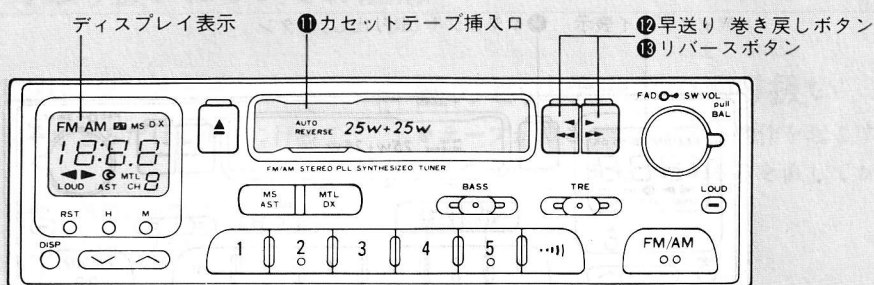 ディスプレイ表示
⓫カセットテープ挿入口
⓬早送り 巻き戻しボタン
⓭リバースボタン
FM AM ST MS DX
18:8.8
MTL
LOUD AST CH 8
RST H M
DISP
AUTO
REVERSE
25W+25W
FM/AM STEREO PLL SYNTHESIZED TUNER
MS
AST
MTL
DX
BASS
TRE
FAD SW VOL
pull
BAL
LOUD
1 2 3 4 5
FM/AM